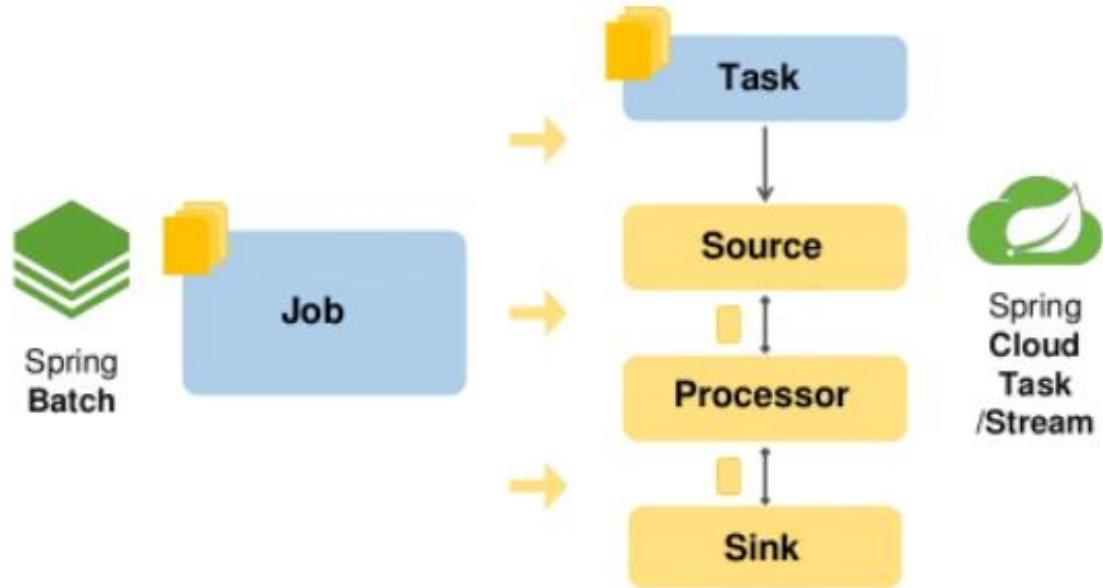 Spring
Batch
Job
Task
Source
Processor
Sink
Spring
Cloud
Task
/Stream